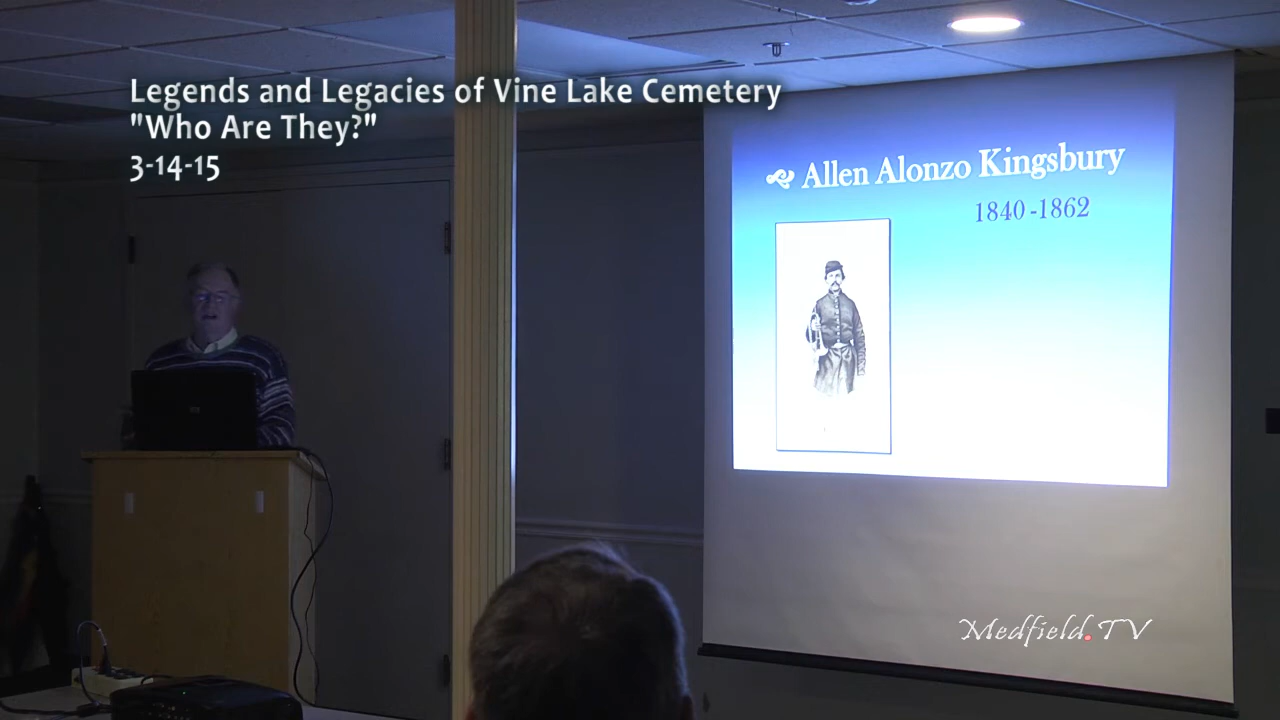 Legends and Legacies of Vine Lake Cemetery
"Who Are They?"
3-14-15
Allen Alonzo Kingsbury
1840-1862
Medfield.TV